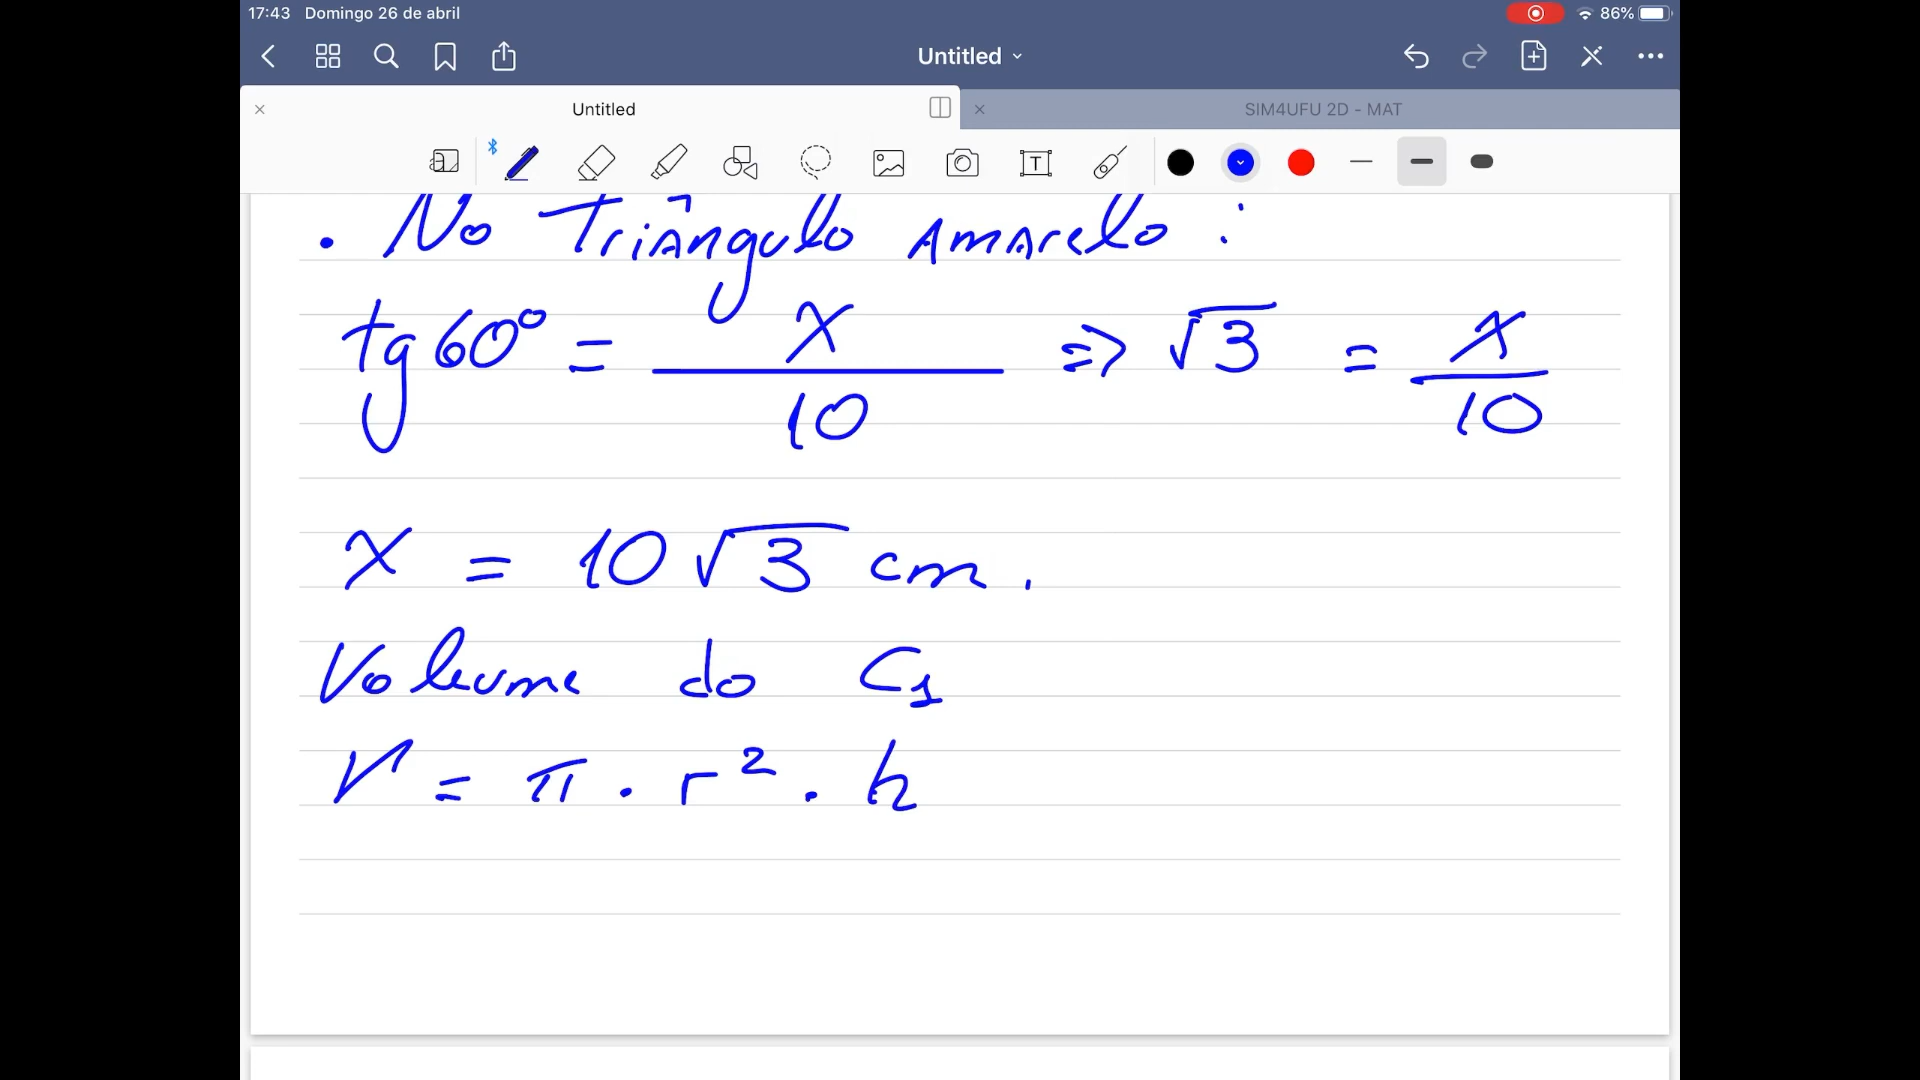 17:43 Domingo 26 de abril 86%
Untitled
Untitled SIM4UFU 2D - MAT
a T
. No Triângulo Amarelo :
tg 60° = x/10 => √3 = x/10
x = 10 √3 cm.
Volume do C1
V = π . r² . h